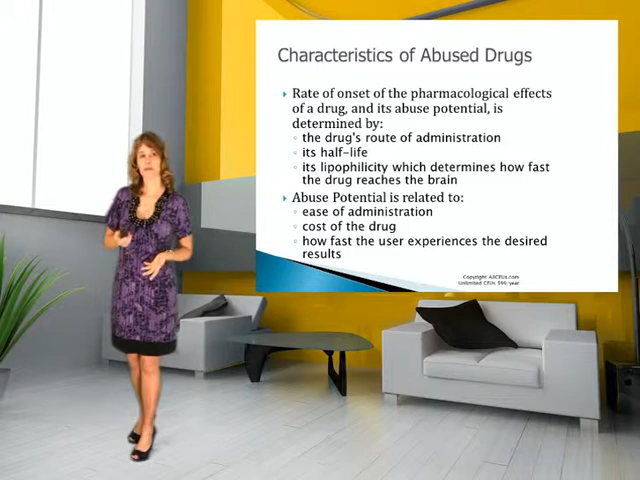 Characteristics of Abused Drugs
Rate of onset of the pharmacological effects
of a drug, and its abuse potential, is
determined by:
the drug's route of administration
its half-life
its lipophilicity which determines how fast
the drug reaches the brain
Abuse Potential is related to:
ease of administration
cost of the drug
how fast the user experiences the desired
results
Copyright AllCEUs.com
Unlimited CEUs $99/year